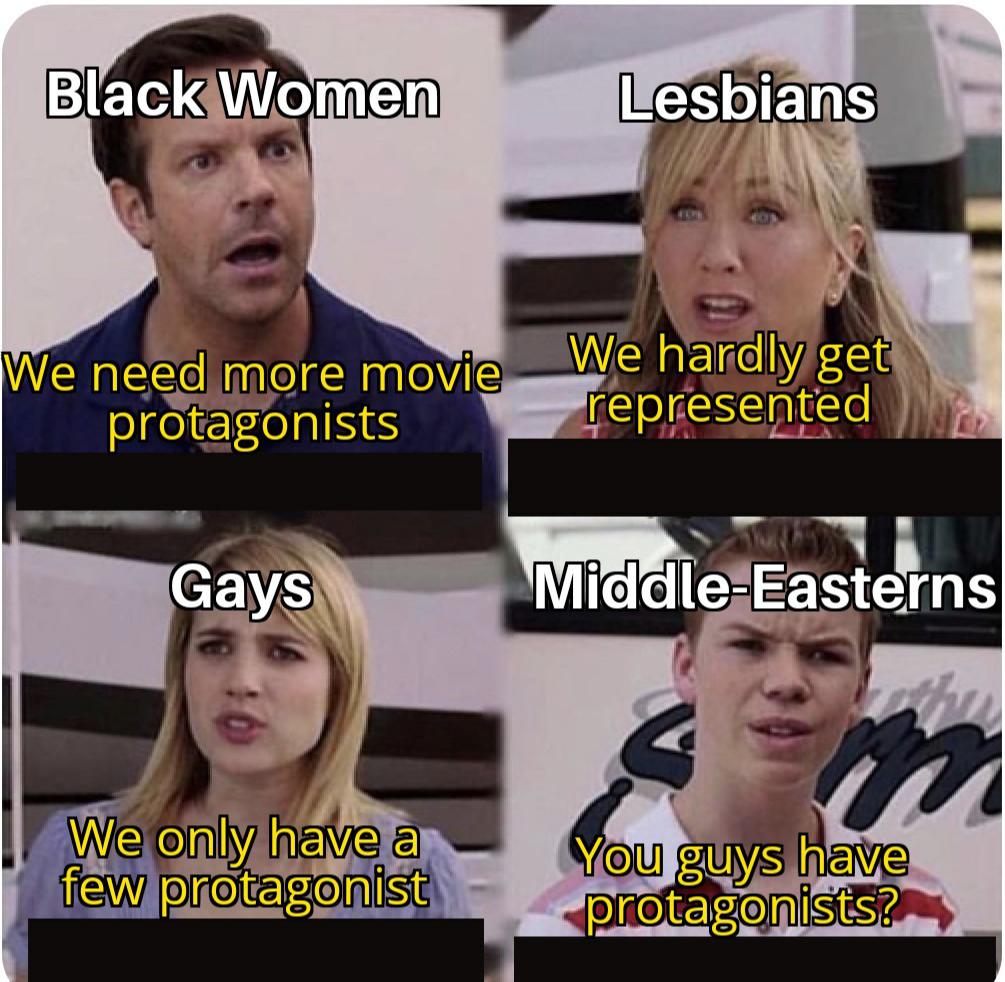 Black Women
We need more movie
protagonists
Lesbians
We hardly get
represented
Gays
We only have a
few protagonist
Middle-Easterns
You guys have
protagonists?